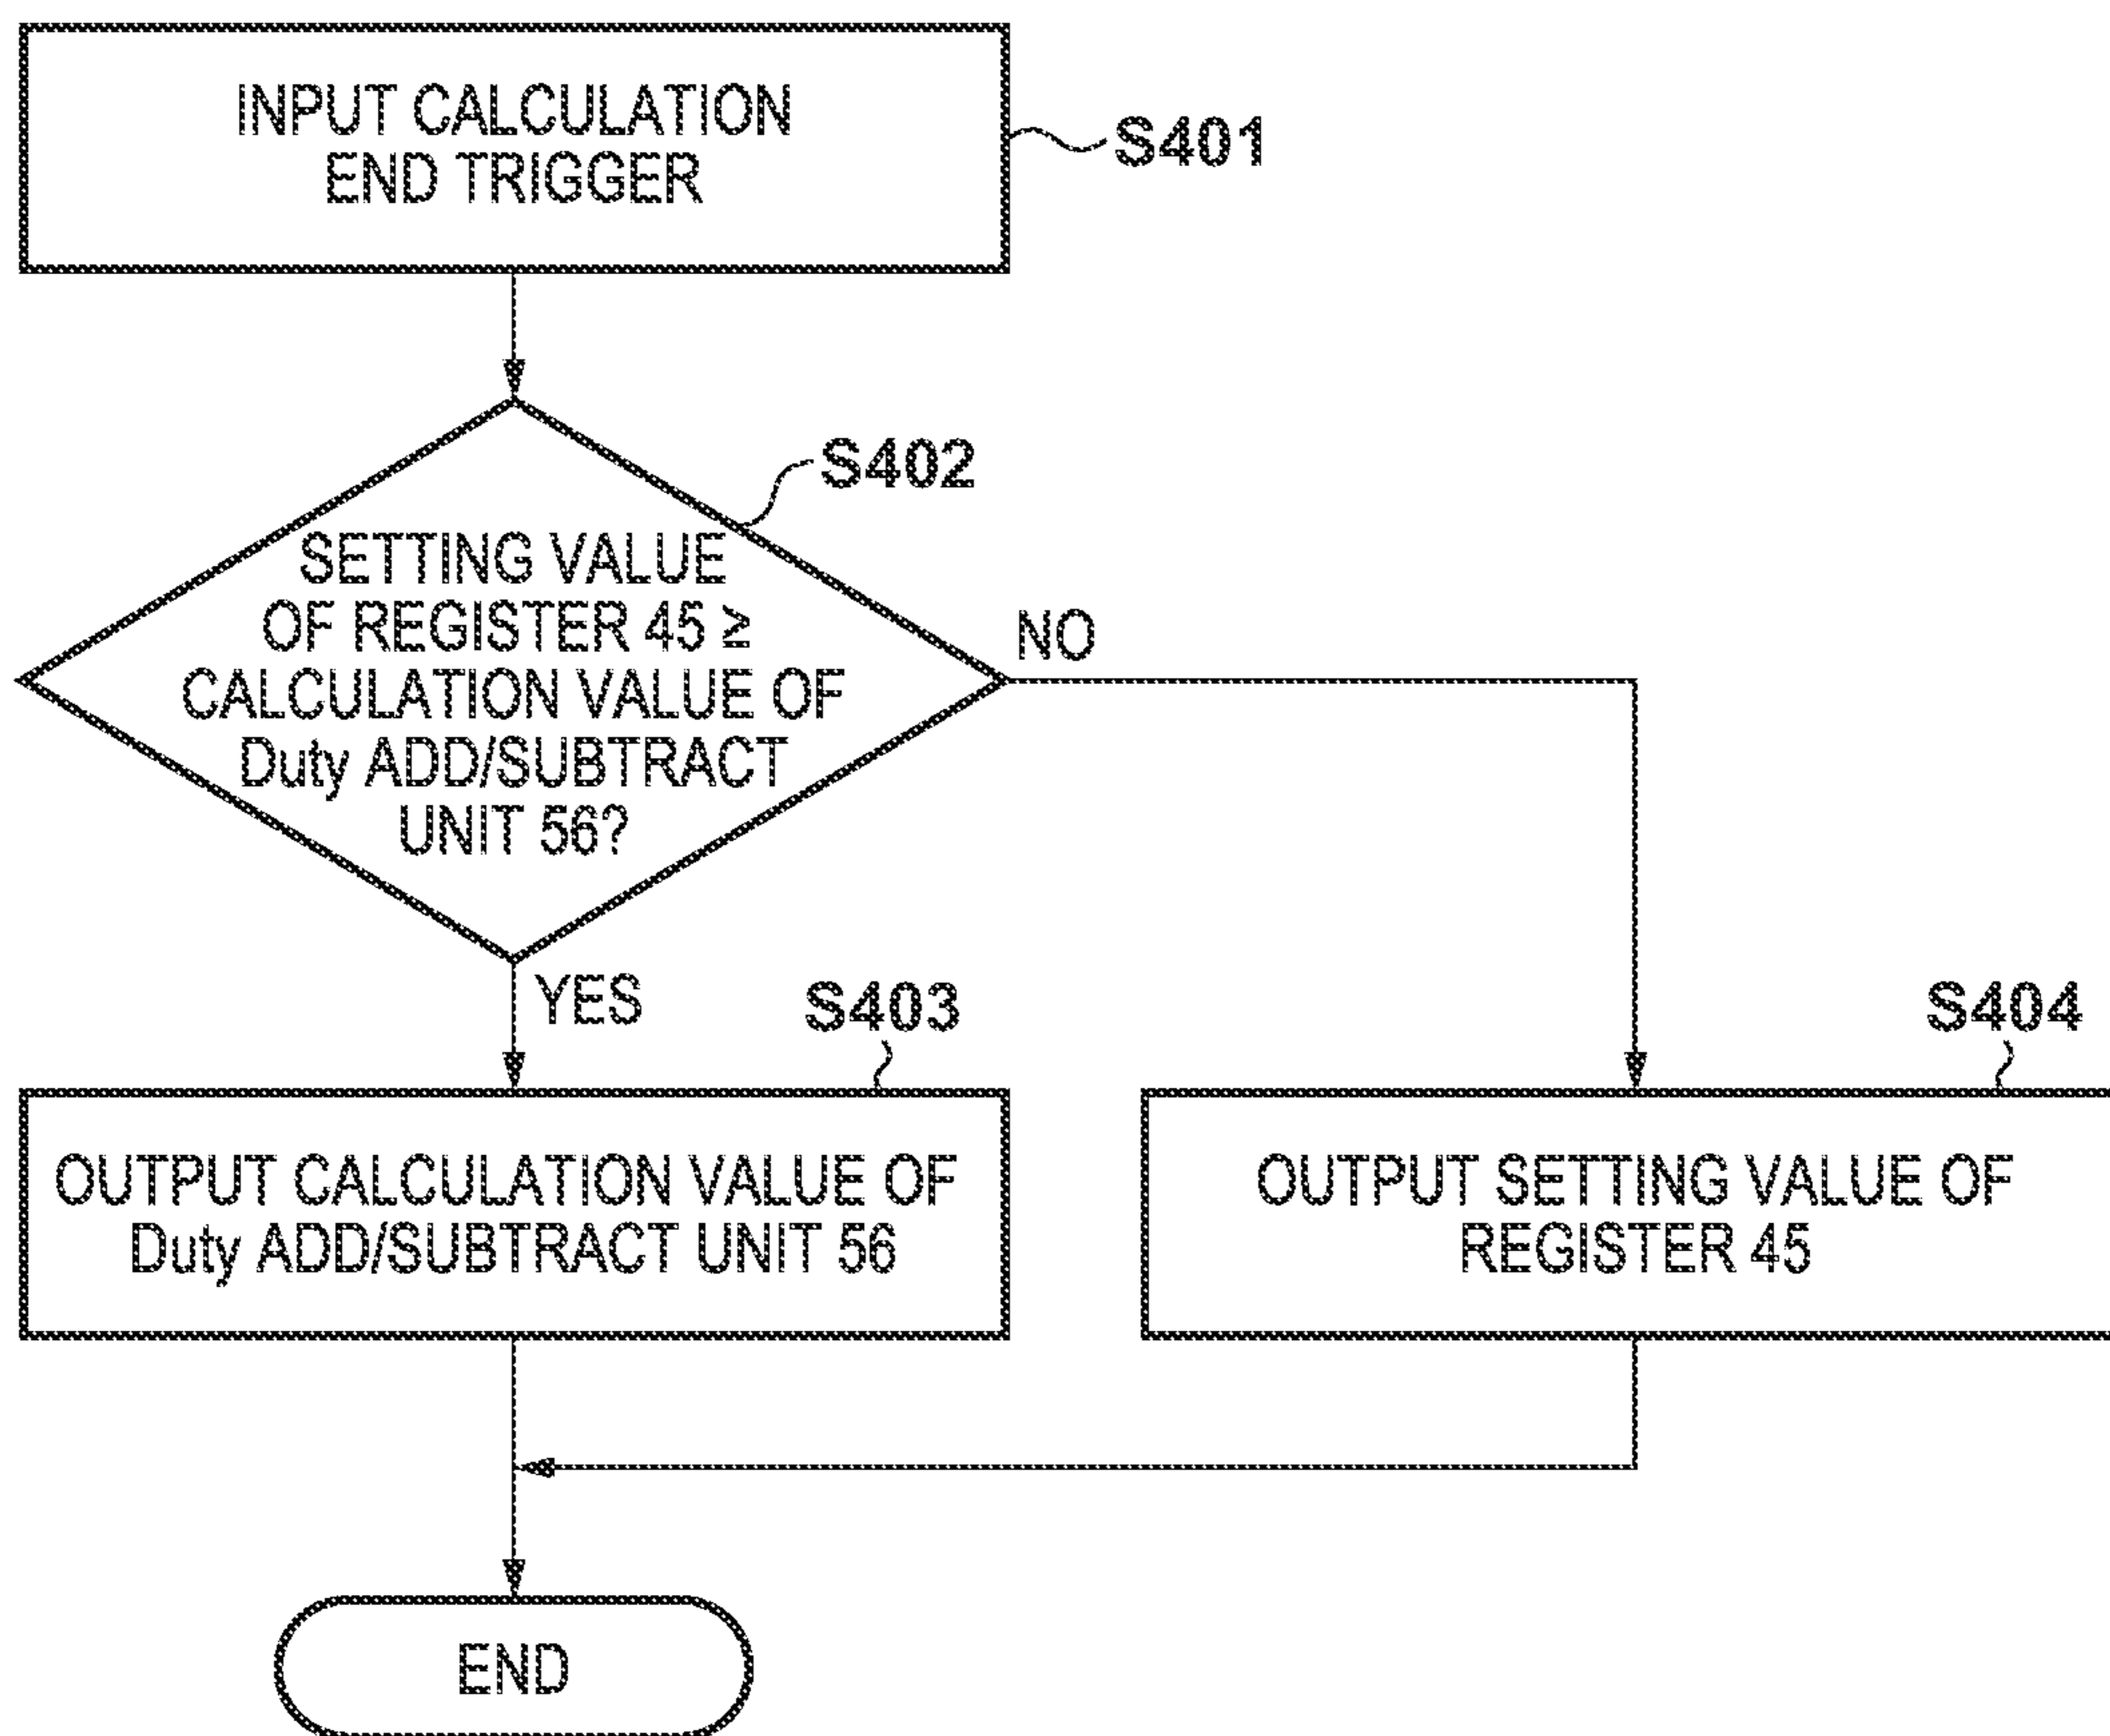 INPUT CALCULATION
END TRIGGER
S401
S402
SETTING VALUE
OF REGISTER 45 ≥
CALCULATION VALUE OF
Duty ADD/SUBTRACT
UNIT 56?
NO
YES
S403
OUTPUT CALCULATION VALUE OF
Duty ADD/SUBTRACT UNIT 56
S404
OUTPUT SETTING VALUE OF
REGISTER 45
END